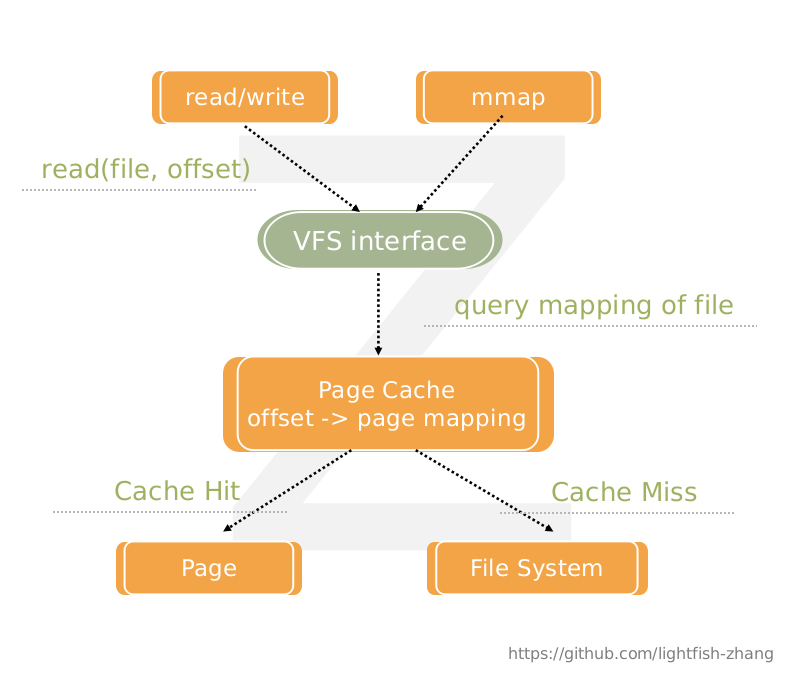 read/write
mmap
read(file, offset)
VFS interface
query mapping of file
Page Cache
offset -> page mapping
Cache Hit
Cache Miss
Page
File System
https://github.com/lightfish-zhang